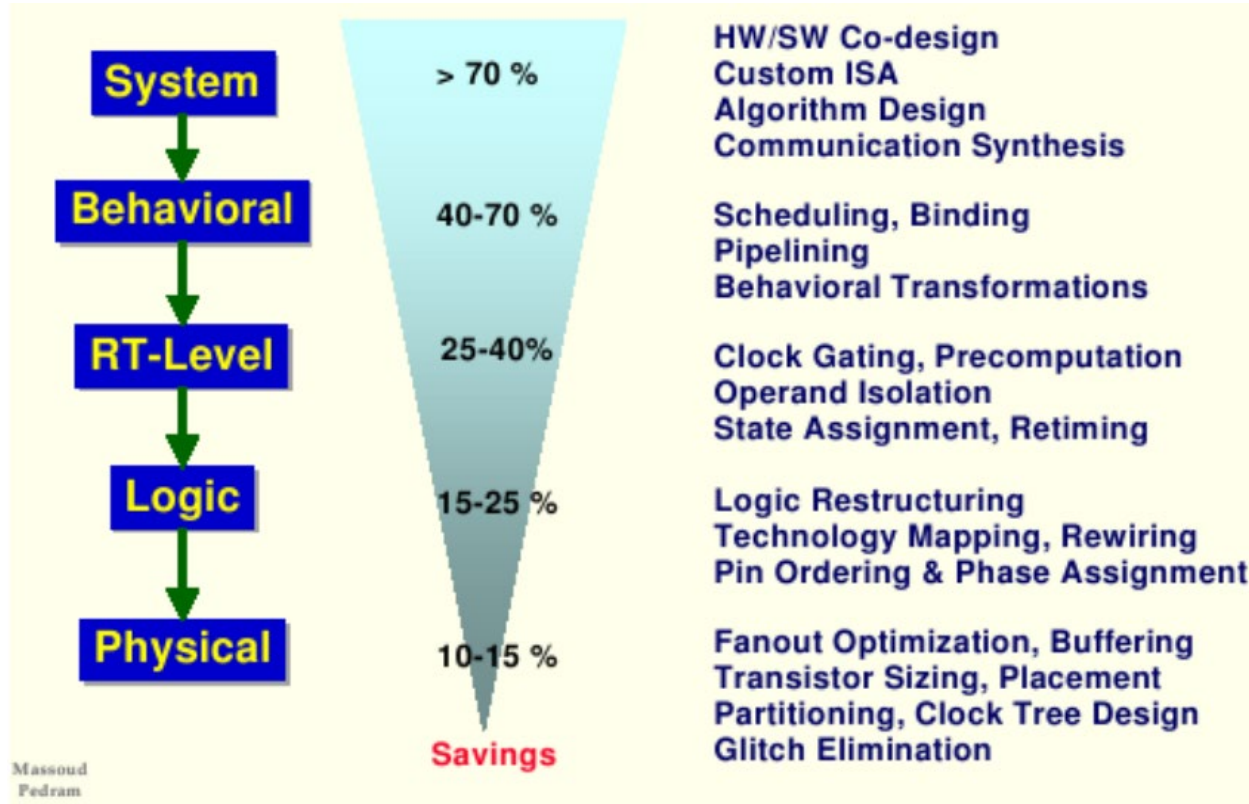 System
> 70 %
HW/SW Co-design
Custom ISA
Algorithm Design
Communication Synthesis
Behavioral
40-70 %
Scheduling, Binding
Pipelining
Behavioral Transformations
RT-Level
25-40%
Clock Gating, Precomputation
Operand Isolation
State Assignment, Retiming
Logic
15-25 %
Logic Restructuring
Technology Mapping, Rewiring
Pin Ordering & Phase Assignment
Physical
10-15 %
Fanout Optimization, Buffering
Transistor Sizing, Placement
Partitioning, Clock Tree Design
Glitch Elimination
Savings
Massoud
Pedram